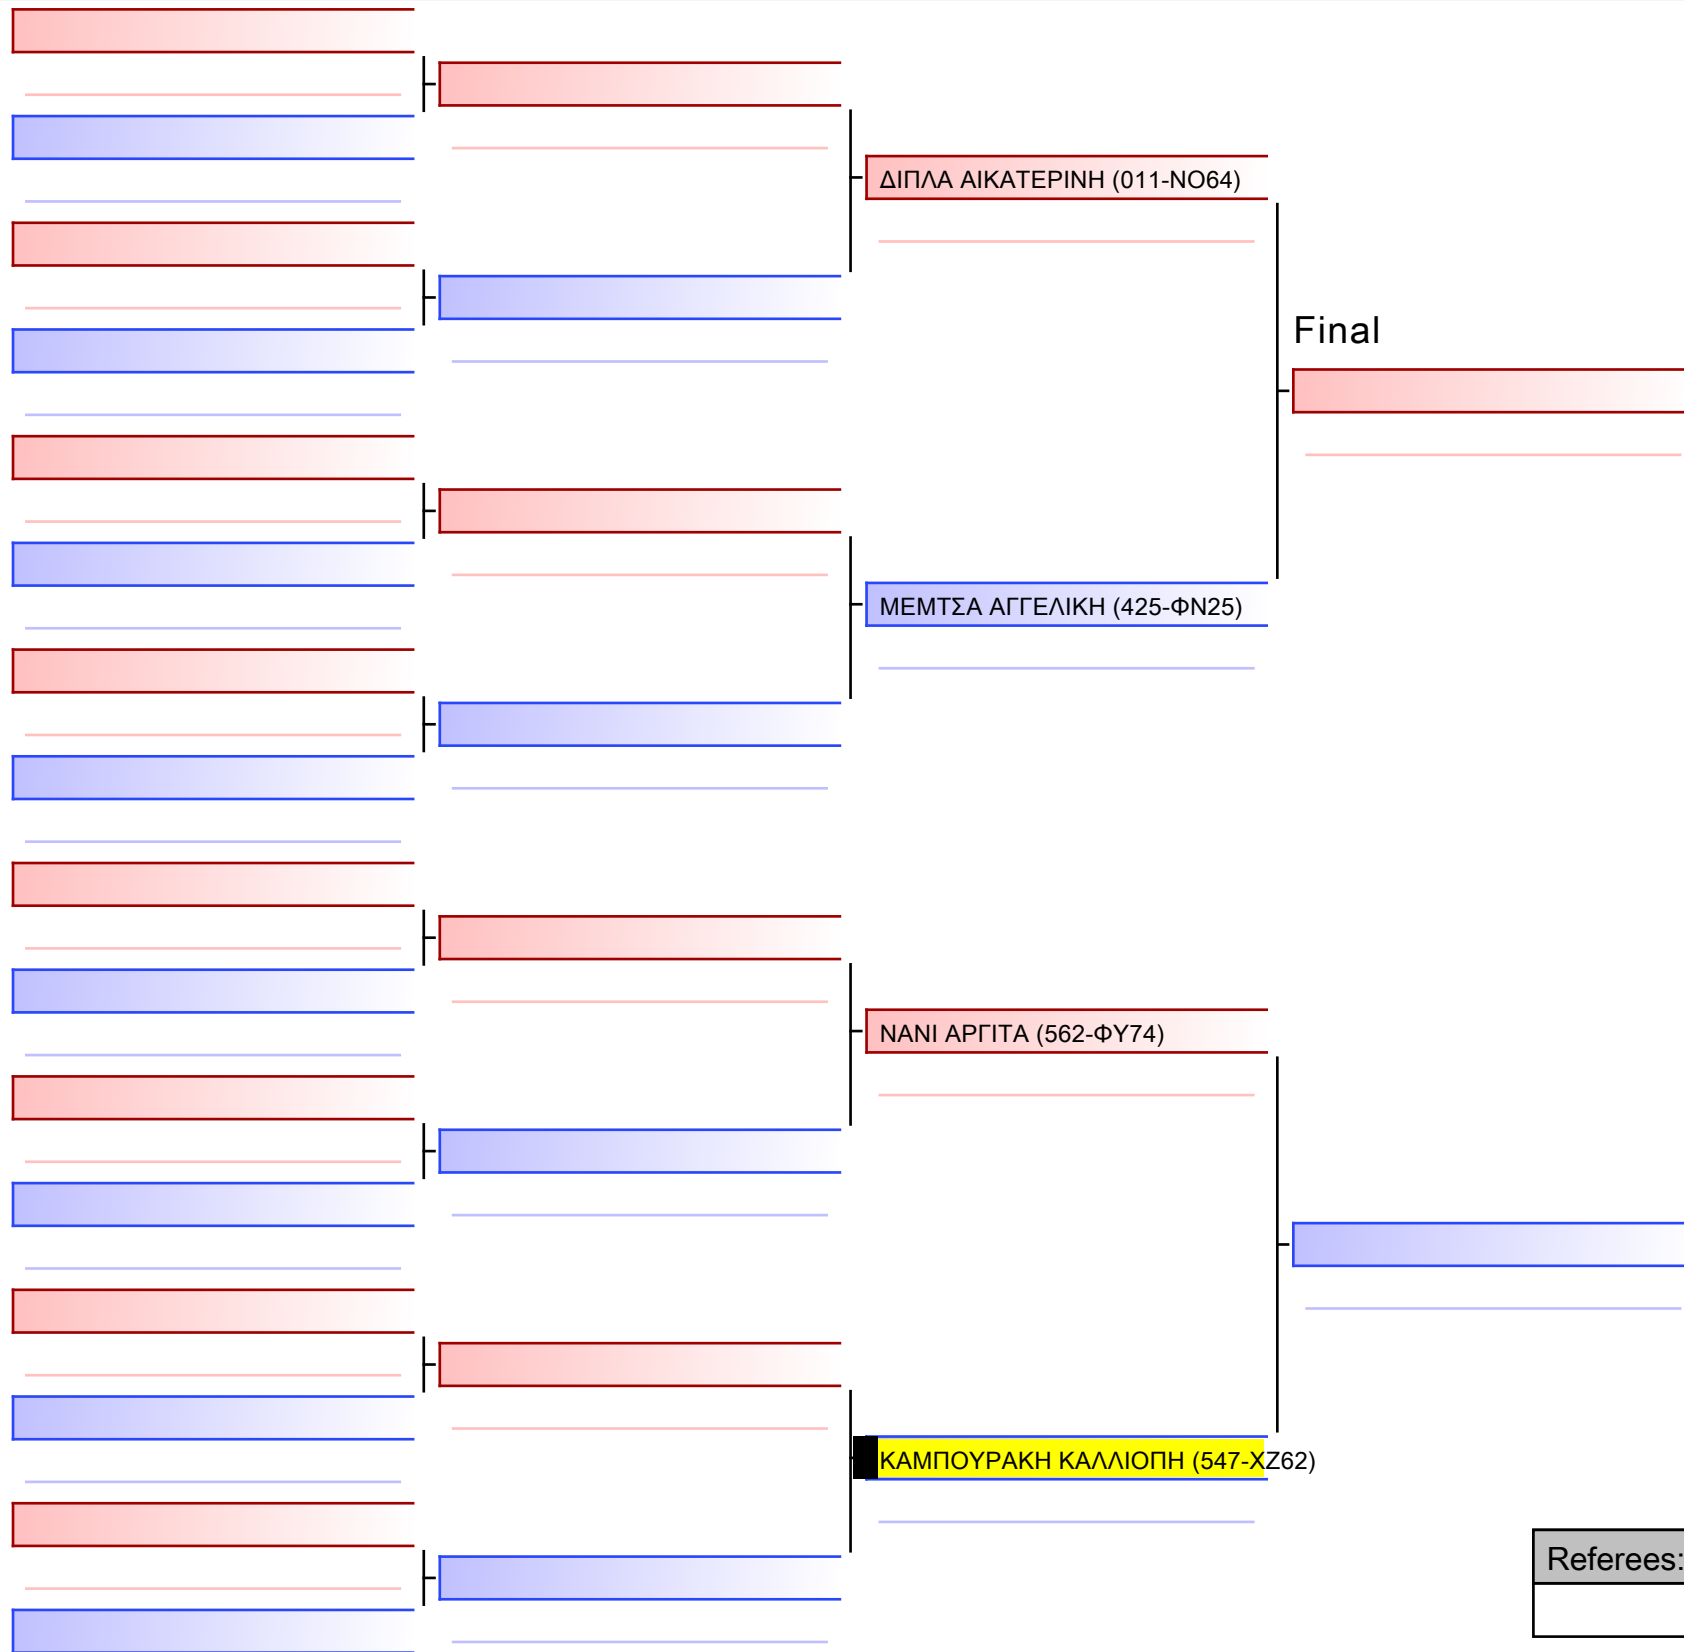 ΔΙΠΛΑ ΑΙΚΑΤΕΡΙΝΗ (011-ΝΟ64)
Final
ΜΕΜΤΣΑ ΑΓΓΕΛΙΚΗ (425-ΦΝ25)
ΝΑΝΙ ΑΡΓΙΤΑ (562-ΦΥ74)
ΚΑΜΠΟΥΡΑΚΗ ΚΑΛΛΙΟΠΗ (547-ΧΖ62)
Referees: